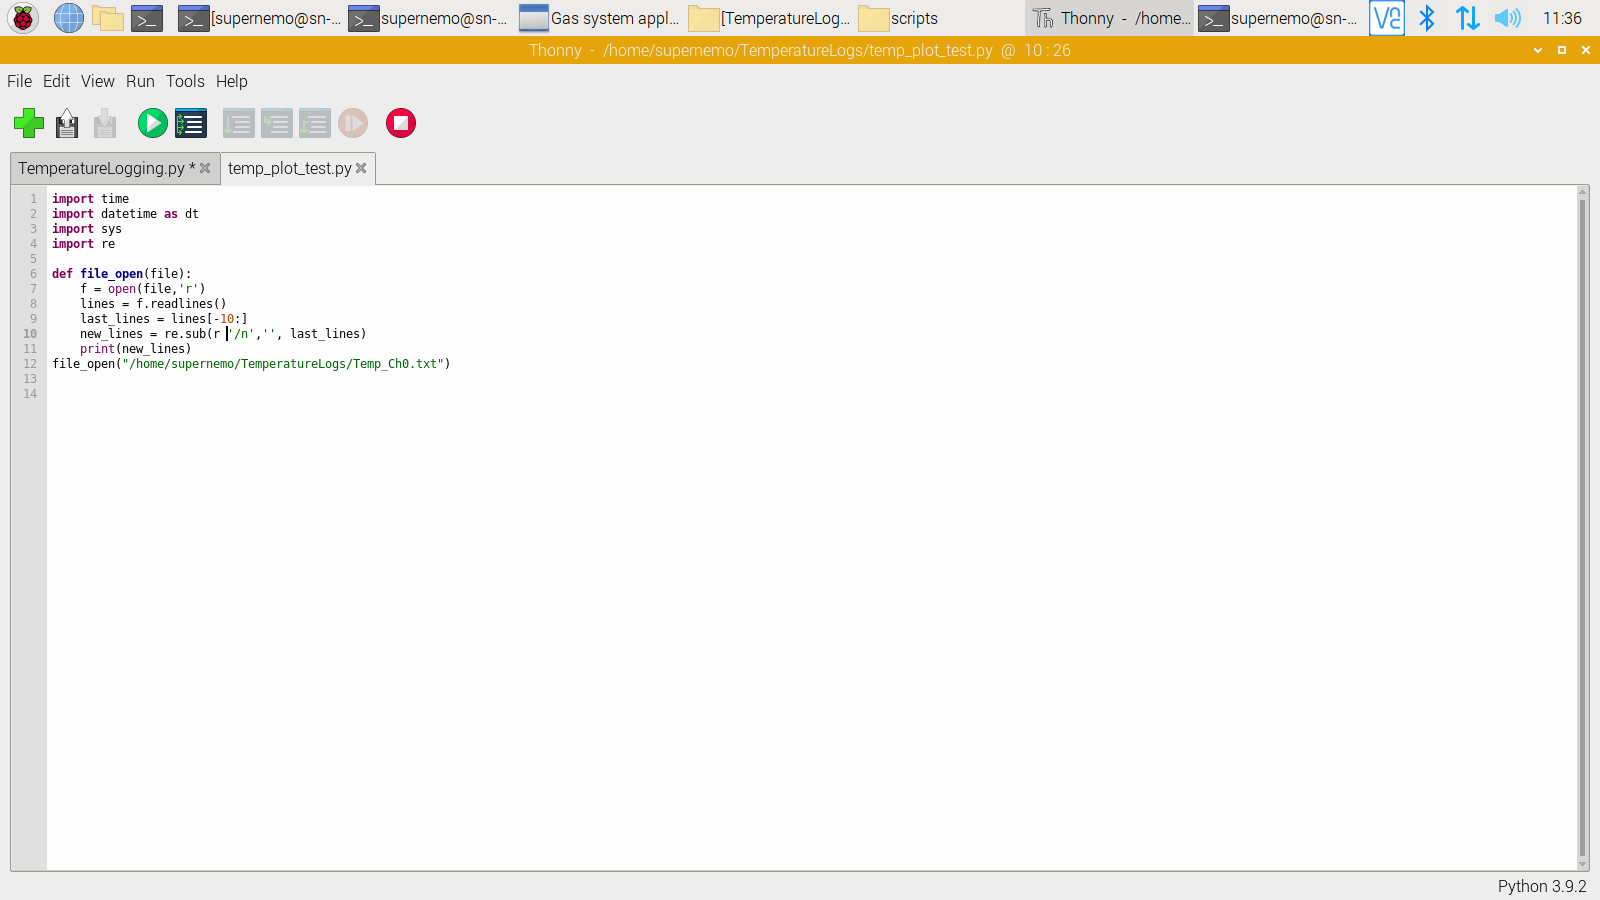 [supernemo@sn-... supernemo@sn-... Gas system appl... [TemperatureLog... scripts Thonny - /home... supernemo@sn-... 11:36
Thonny - /home/supernemo/TemperatureLogs/temp_plot_test.py @ 10:26
File Edit View Run Tools Help
TemperatureLogging.py * temp_plot_test.py
1 import time
2 import datetime as dt
3 import sys
4 import re
5
6 def file_open(file):
7     f = open(file,'r')
8     lines = f.readlines()
9     last_lines = lines[-10:]
10     new_lines = re.sub(r '/n','', last_lines)
11     print(new_lines)
12 file_open("/home/supernemo/TemperatureLogs/Temp_Ch0.txt")
13
14
Python 3.9.2